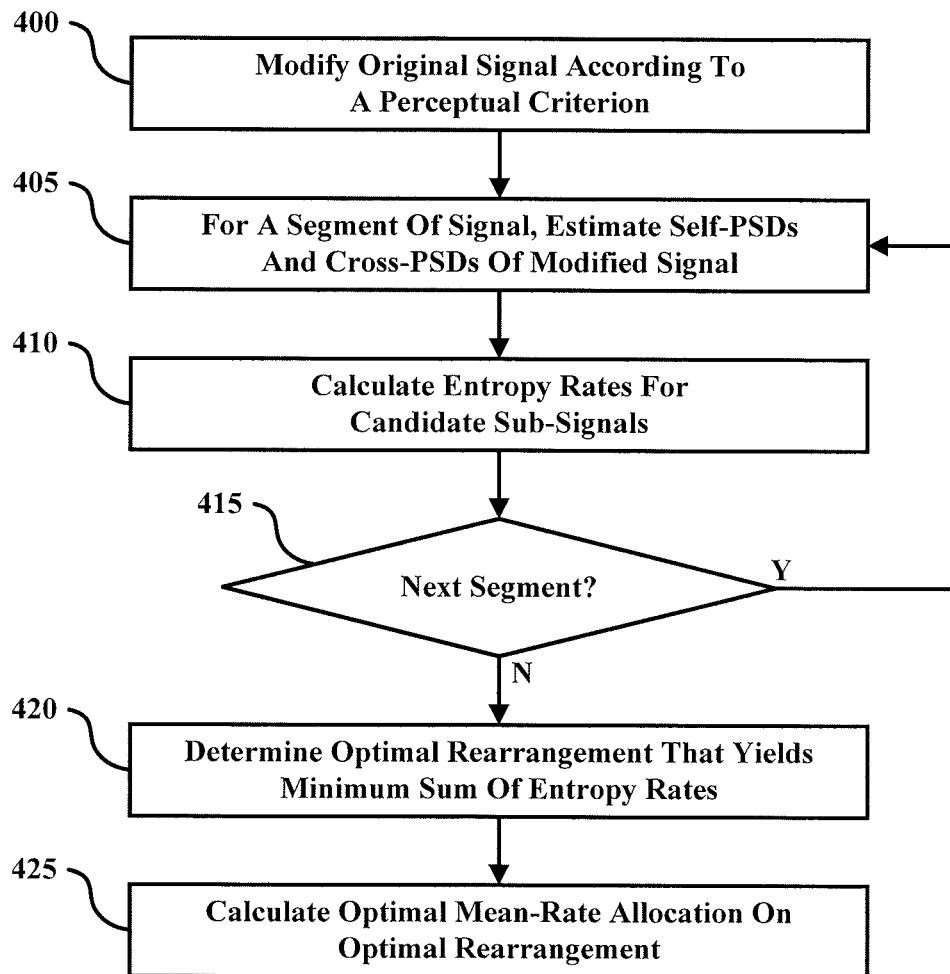 400
Modify Original Signal According To
A Perceptual Criterion
405
For A Segment Of Signal, Estimate Self-PSDs
And Cross-PSDs Of Modified Signal
410
Calculate Entropy Rates For
Candidate Sub-Signals
415
Next Segment?
Y
N
420
Determine Optimal Rearrangement That Yields
Minimum Sum Of Entropy Rates
425
Calculate Optimal Mean-Rate Allocation On
Optimal Rearrangement